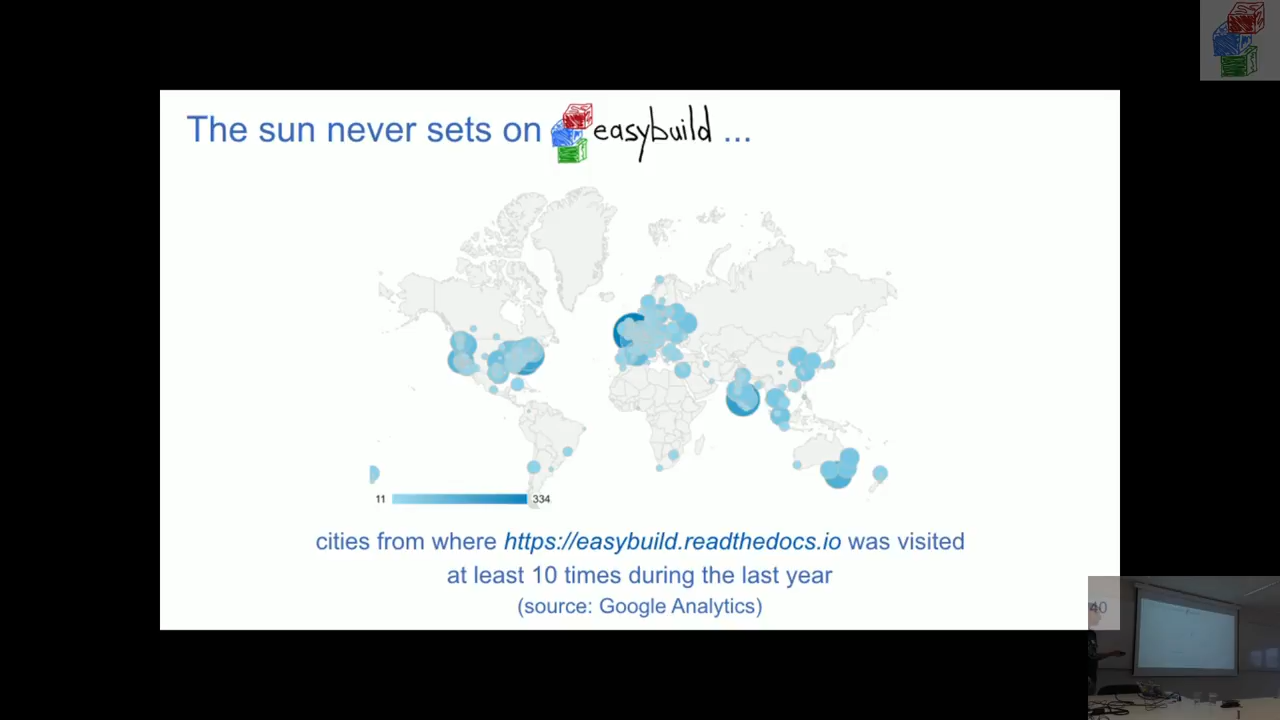 The sun never sets on easybuild ...
11
334
cities from where https://easybuild.readthedocs.io was visited
at least 10 times during the last year
(source: Google Analytics)
40